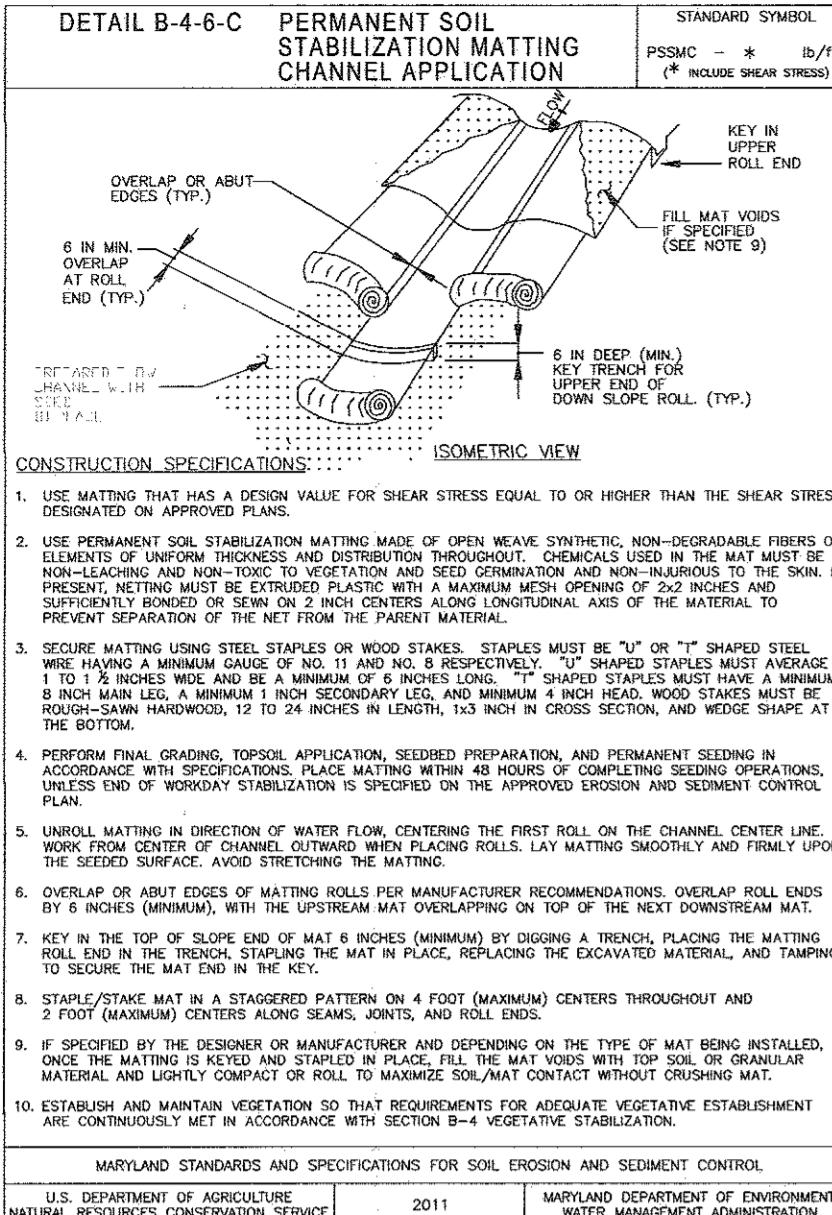 DETAIL B-4-6-C
PERMANENT SOIL
STABILIZATION MATTING
CHANNEL APPLICATION
STANDARD SYMBOL
PSSMC - * lb/f
(* INCLUDE SHEAR STRESS)
FLOW
KEY IN
UPPER
ROLL END
OVERLAP OR ABUT
EDGES (TYP.)
FILL MAT VOIDS
IF SPECIFIED
(SEE NOTE 9)
6 IN MIN.
OVERLAP
AT ROLL
END (TYP.)
6 IN DEEP (MIN.)
KEY TRENCH FOR
UPPER END OF
DOWN SLOPE ROLL. (TYP.)
ISOMETRIC VIEW
CONSTRUCTION SPECIFICATIONS:
1. USE MATTING THAT HAS A DESIGN VALUE FOR SHEAR STRESS EQUAL TO OR HIGHER THAN THE SHEAR STRES
DESIGNATED ON APPROVED PLANS.
2. USE PERMANENT SOIL STABILIZATION MATTING MADE OF OPEN WEAVE SYNTHETIC, NON-DEGRADABLE FIBERS O
ELEMENTS OF UNIFORM THICKNESS AND DISTRIBUTION THROUGHOUT. CHEMICALS USED IN THE MAT MUST BE
NON-LEACHING AND NON-TOXIC TO VEGETATION AND SEED GERMINATION AND NON-INJURIOUS TO THE SKIN. I
PRESENT, NETTING MUST BE EXTRUDED PLASTIC WITH A MAXIMUM MESH OPENING OF 2x2 INCHES AND
SUFFICIENTLY BONDED OR SEWN ON 2 INCH CENTERS ALONG LONGITUDINAL AXIS OF THE MATERIAL TO
PREVENT SEPARATION OF THE NET FROM THE PARENT MATERIAL.
3. SECURE MATTING USING STEEL STAPLES OR WOOD STAKES. STAPLES MUST BE "U" OR "T" SHAPED STEEL
WIRE HAVING A MINIMUM GAUGE OF NO. 11 AND NO. 8 RESPECTIVELY. "U" SHAPED STAPLES MUST AVERAGE
1 TO 1 ½ INCHES WIDE AND BE A MINIMUM OF 6 INCHES LONG. "T" SHAPED STAPLES MUST HAVE A MINIMUM
8 INCH MAIN LEG, A MINIMUM 1 INCH SECONDARY LEG, AND MINIMUM 4 INCH HEAD. WOOD STAKES MUST BE
ROUGH-SAWN HARDWOOD, 12 TO 24 INCHES IN LENGTH, 1x3 INCH IN CROSS SECTION, AND WEDGE SHAPE AT
THE BOTTOM.
4. PERFORM FINAL GRADING, TOPSOIL APPLICATION, SEEDBED PREPARATION, AND PERMANENT SEEDING IN
ACCORDANCE WITH SPECIFICATIONS. PLACE MATTING WITHIN 48 HOURS OF COMPLETING SEEDING OPERATIONS,
UNLESS END OF WORKDAY STABILIZATION IS SPECIFIED ON THE APPROVED EROSION AND SEDIMENT CONTROL
PLAN.
5. UNROLL MATTING IN DIRECTION OF WATER FLOW, CENTERING THE FIRST ROLL ON THE CHANNEL CENTER LINE.
WORK FROM CENTER OF CHANNEL OUTWARD WHEN PLACING ROLLS. LAY MATTING SMOOTHLY AND FIRMLY UPO
THE SEEDED SURFACE. AVOID STRETCHING THE MATTING.
6. OVERLAP OR ABUT EDGES OF MATTING ROLLS PER MANUFACTURER RECOMMENDATIONS. OVERLAP ROLL ENDS
BY 6 INCHES (MINIMUM), WITH THE UPSTREAM MAT OVERLAPPING ON TOP OF THE NEXT DOWNSTREAM MAT.
7. KEY IN THE TOP OF SLOPE END OF MAT 6 INCHES (MINIMUM) BY DIGGING A TRENCH, PLACING THE MATTING
ROLL END IN THE TRENCH, STAPLING THE MAT IN PLACE, REPLACING THE EXCAVATED MATERIAL, AND TAMPING
TO SECURE THE MAT END IN THE KEY.
8. STAPLE/STAKE MAT IN A STAGGERED PATTERN ON 4 FOOT (MAXIMUM) CENTERS THROUGHOUT AND
2 FOOT (MAXIMUM) CENTERS ALONG SEAMS, JOINTS, AND ROLL ENDS.
9. IF SPECIFIED BY THE DESIGNER OR MANUFACTURER AND DEPENDING ON THE TYPE OF MAT BEING INSTALLED,
ONCE THE MATTING IS KEYED AND STAPLED IN PLACE, FILL THE MAT VOIDS WITH TOP SOIL OR GRANULAR
MATERIAL AND LIGHTLY COMPACT OR ROLL TO MAXIMIZE SOIL/MAT CONTACT WITHOUT CRUSHING MAT.
10. ESTABLISH AND MAINTAIN VEGETATION SO THAT REQUIREMENTS FOR ADEQUATE VEGETATIVE ESTABLISHMENT
ARE CONTINUOUSLY MET IN ACCORDANCE WITH SECTION B-4 VEGETATIVE STABILIZATION.
MARYLAND STANDARDS AND SPECIFICATIONS FOR SOIL EROSION AND SEDIMENT CONTROL
U.S. DEPARTMENT OF AGRICULTURE
NATURAL RESOURCES CONSERVATION SERVICE
2011
MARYLAND DEPARTMENT OF ENVIRONMENT
WATER MANAGEMENT ADMINISTRATION